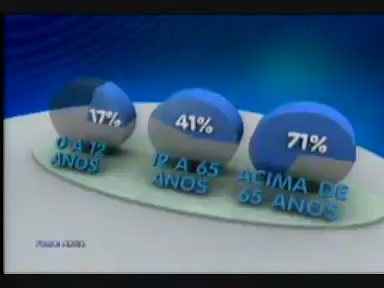 17%
0 A 12
ANOS
41%
12 A 65
ANOS
71%
ACIMA DE
65 ANOS